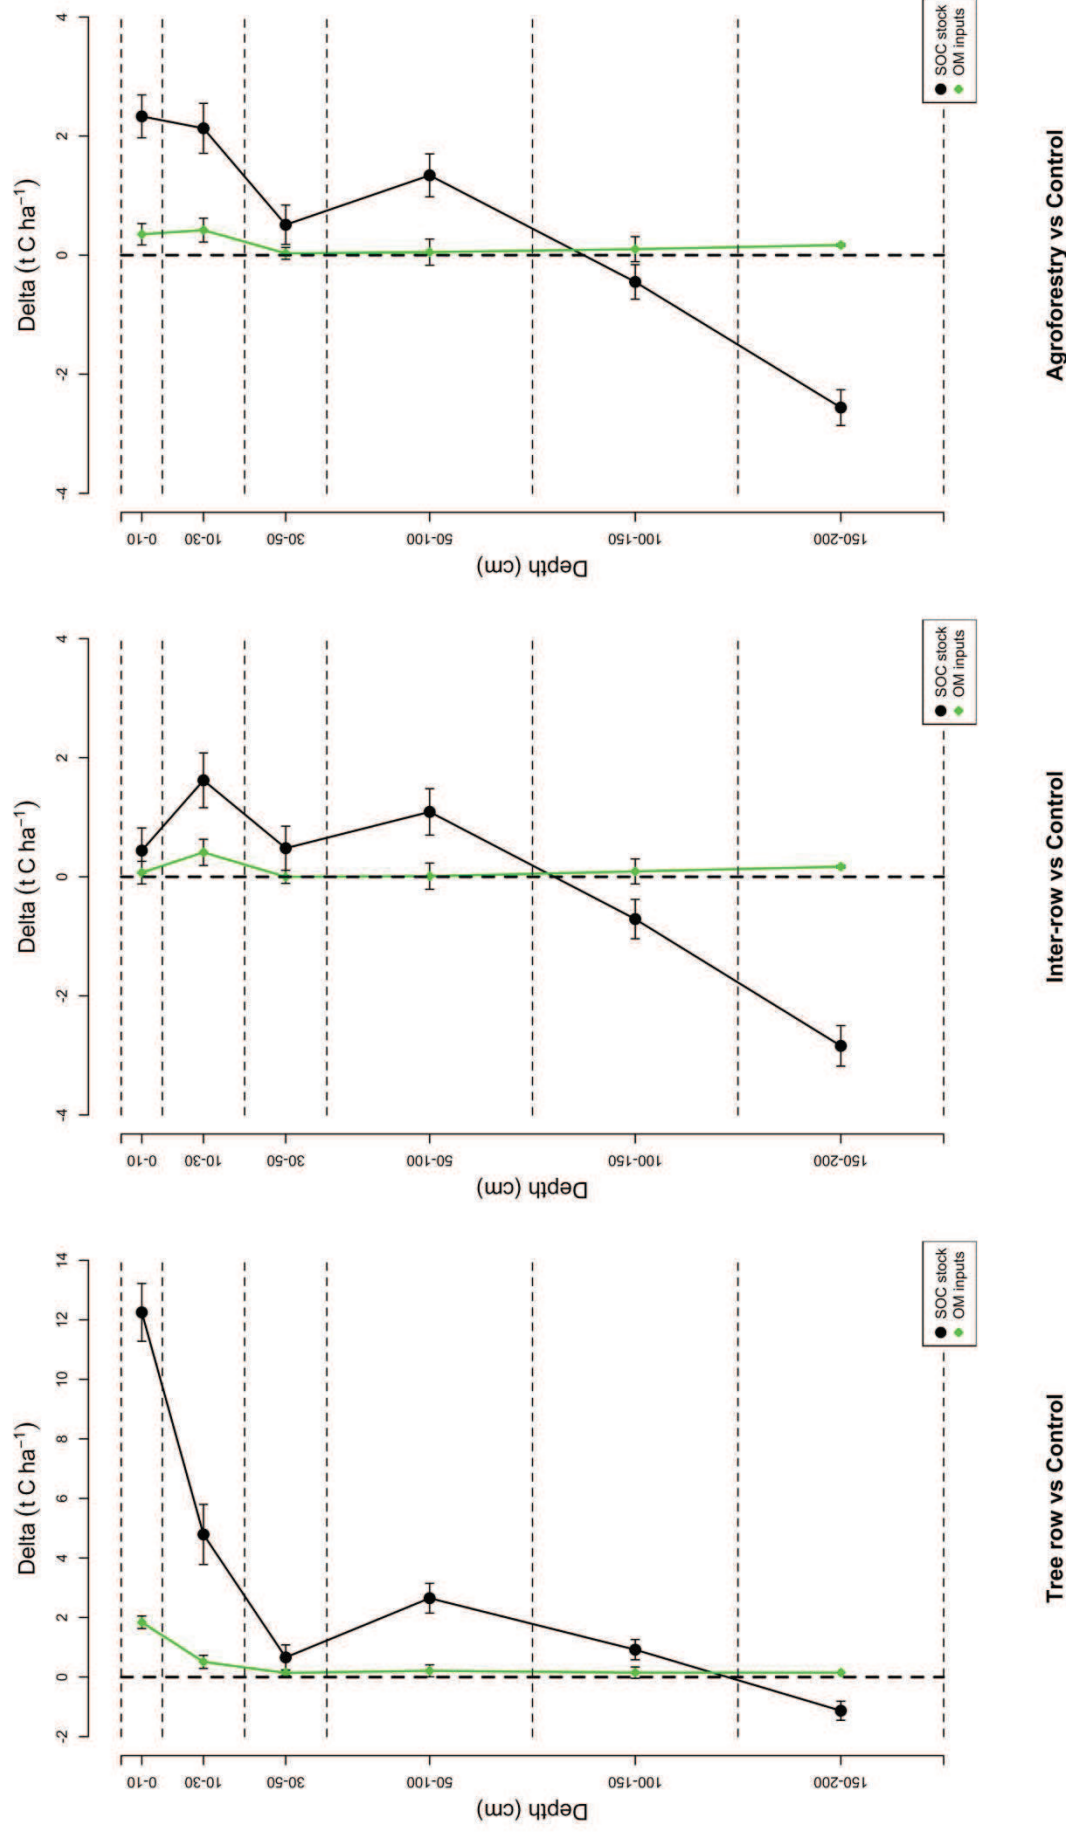 Delta (t C ha⁻¹)
-2 0 2 4 6 8 10 12 14
Depth (cm)
0-10
10-30
30-50
50-100
100-150
150-200
SOC stock
OM inputs
Tree row vs Control
Delta (t C ha⁻¹)
-4 -2 0 2 4
Depth (cm)
0-10
10-30
30-50
50-100
100-150
150-200
SOC stock
OM inputs
Inter-row vs Control
Delta (t C ha⁻¹)
-4 -2 0 2 4
Depth (cm)
0-10
10-30
30-50
50-100
100-150
150-200
SOC stock
OM inputs
Agroforestry vs Control